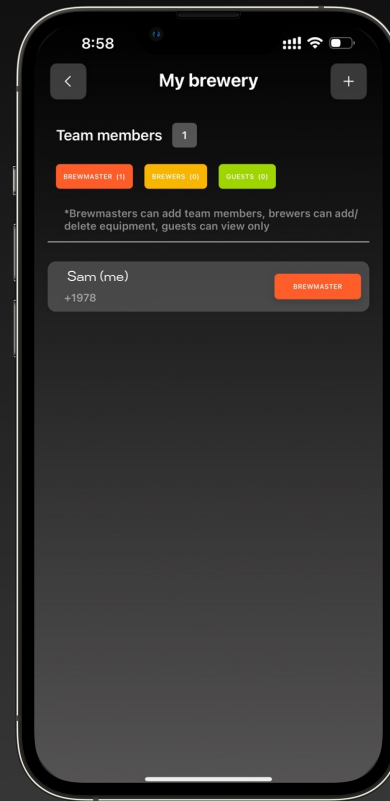 8:58
My brewery
+
Team members 1
BREWMASTER (1) BREWERS (0) GUESTS (0)
*Brewmasters can add team members, brewers can add/
delete equipment, guests can view only
Sam (me)
+1978
BREWMASTER